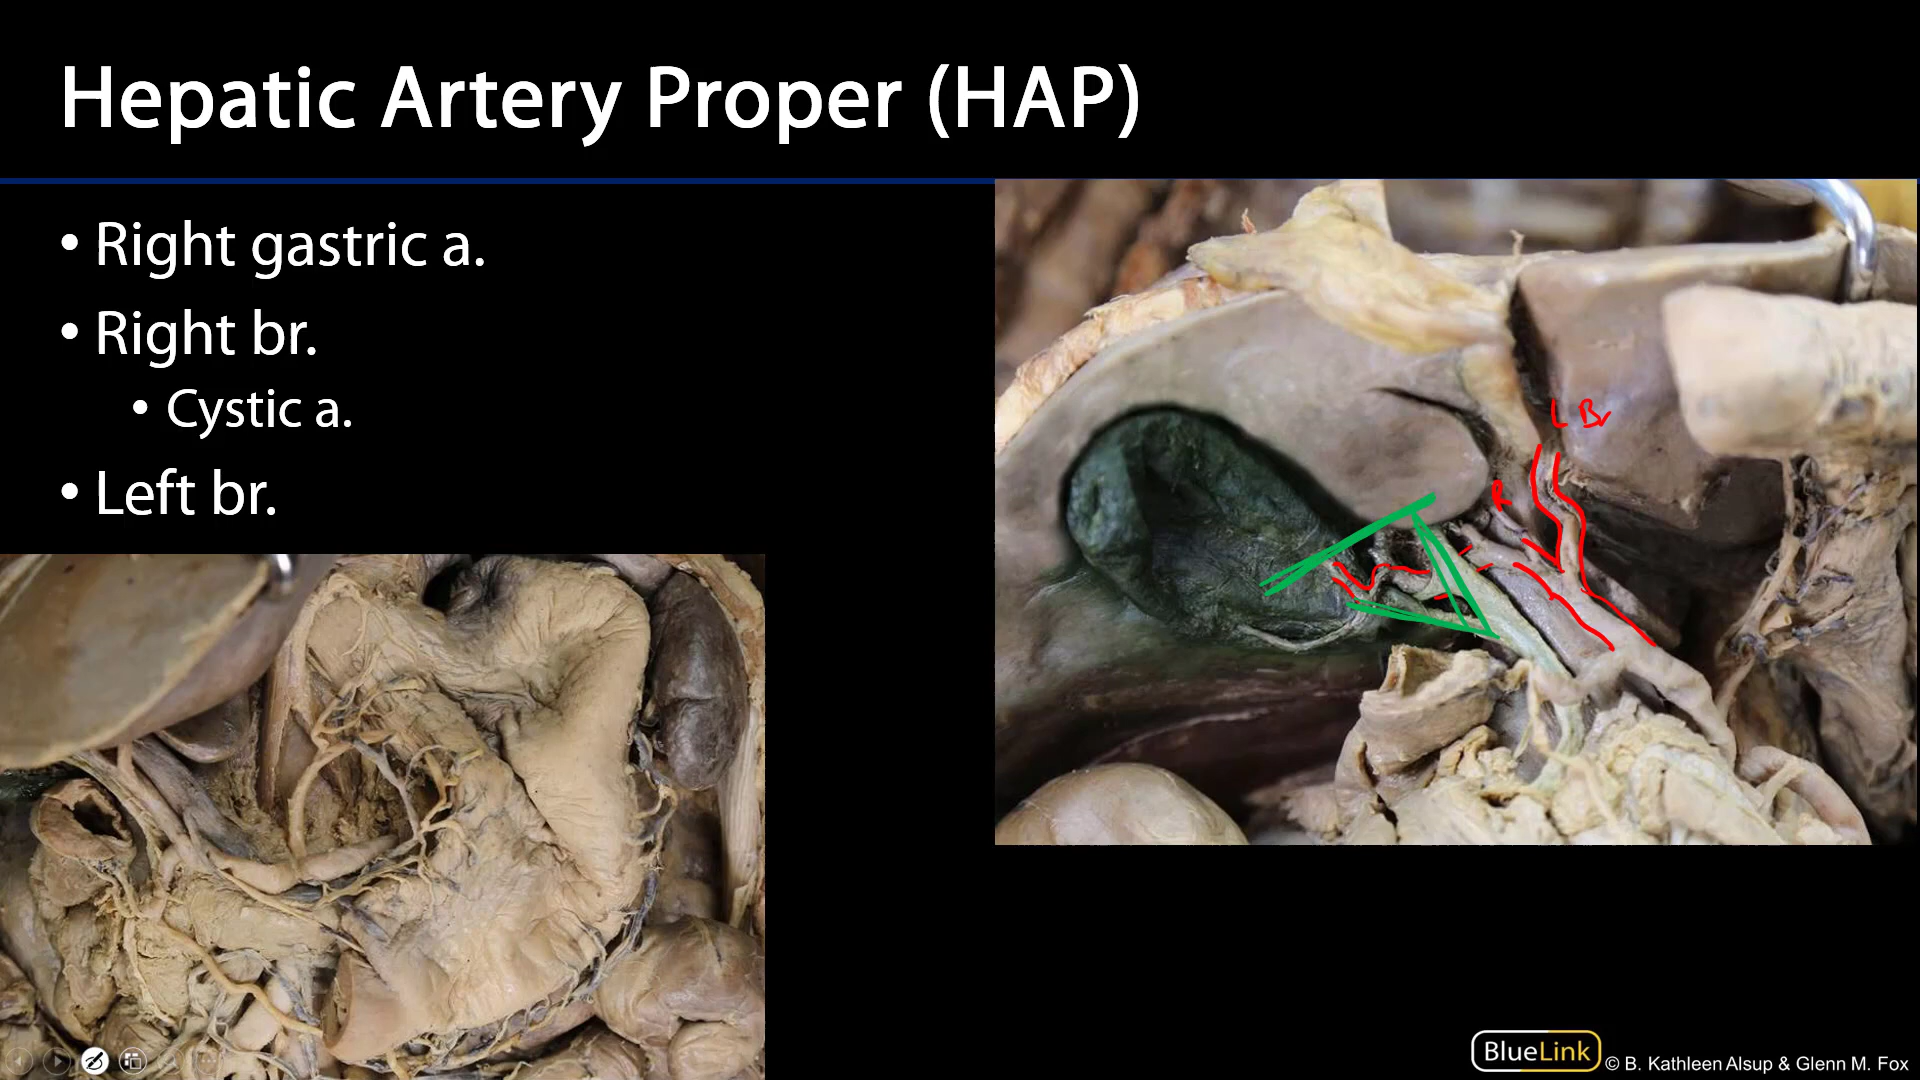 Hepatic Artery Proper (HAP)
• Right gastric a.
• Right br.
• Cystic a.
• Left br.
L Br
R
BlueLink
© B. Kathleen Alsup & Glenn M. Fox